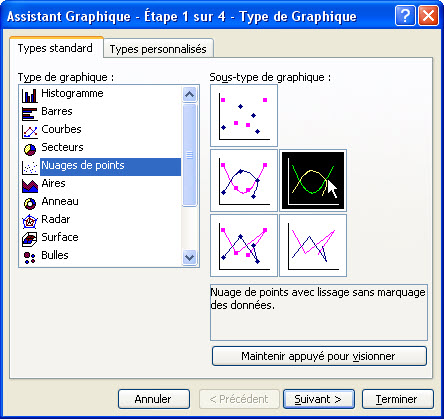 Assistant Graphique - Étape 1 sur 4 - Type de Graphique
Types standard
Types personnalisés
Type de graphique :
Histogramme
Barres
Courbes
Secteurs
Nuages de points
Aires
Anneau
Radar
Surface
Bulles
Sous-type de graphique :
Nuage de points avec lissage sans marquage
des données.
Maintenir appuyé pour visionner
Annuler
< Précédent
Suivant >
Terminer